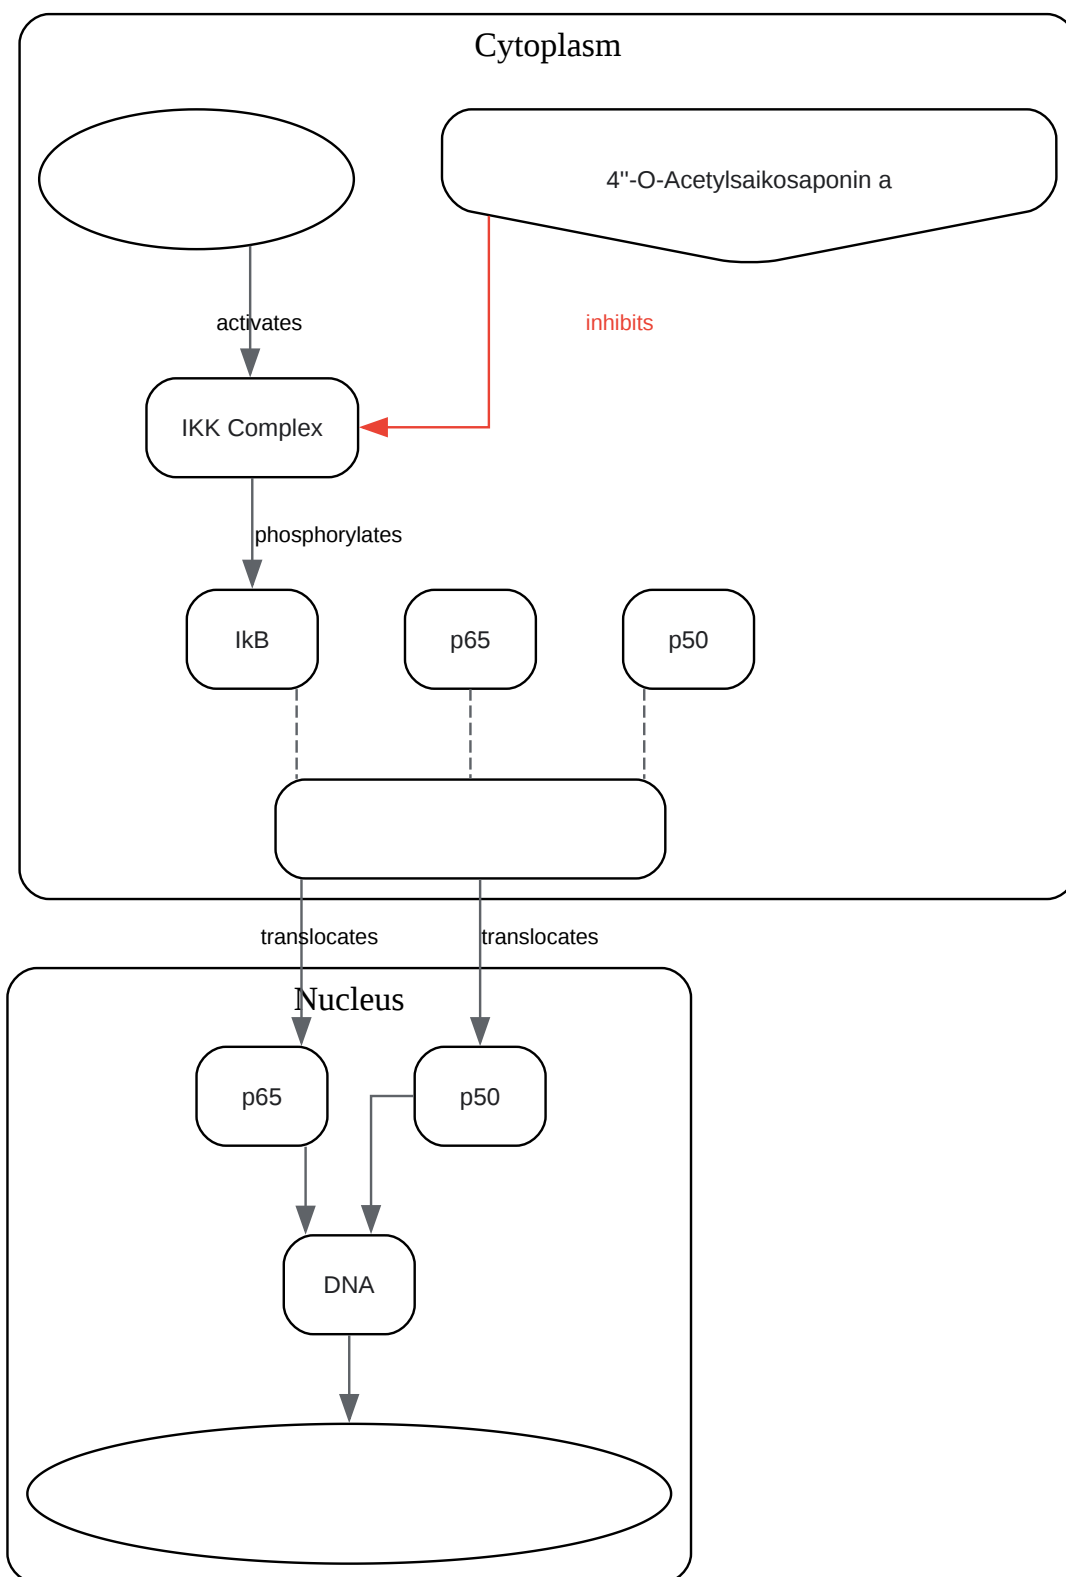 Cytoplasm
4''-O-Acetylsaikosaponin a
activates
inhibits
IKK Complex
phosphorylates
IkB
p65
p50
translocates
translocates
Nucleus
p65
p50
DNA